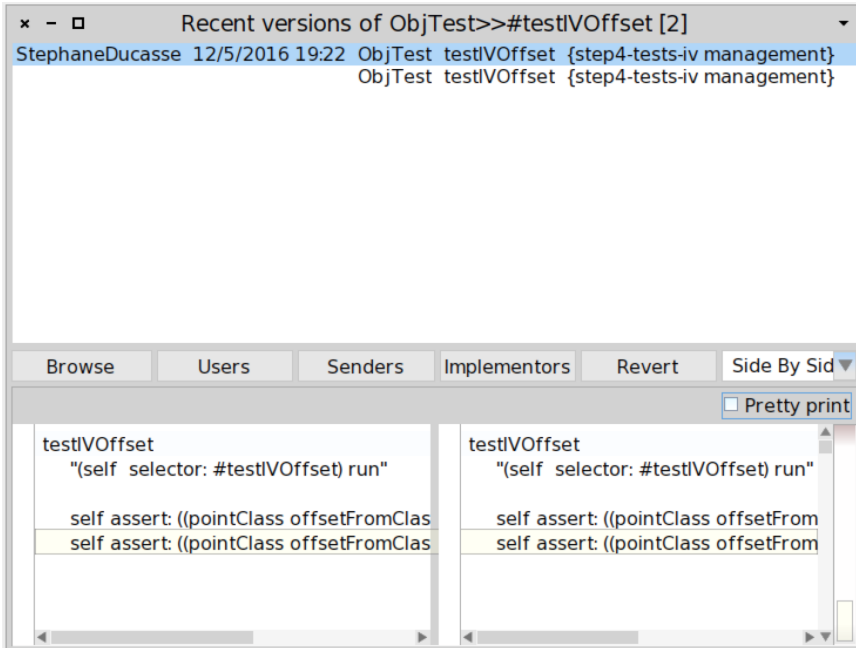 Recent versions of ObjTest>>#testIVOffset [2]
StephaneDucasse 12/5/2016 19:22 ObjTest testIVOffset {step4-tests-iv management}
ObjTest testIVOffset {step4-tests-iv management}
Browse Users Senders Implementors Revert Side By Sid
Pretty print
testIVOffset
"(self selector: #testIVOffset) run"
self assert: ((pointClass offsetFromClas
self assert: ((pointClass offsetFromClas
testIVOffset
"(self selector: #testIVOffset) run"
self assert: ((pointClass offsetFrom
self assert: ((pointClass offsetFrom